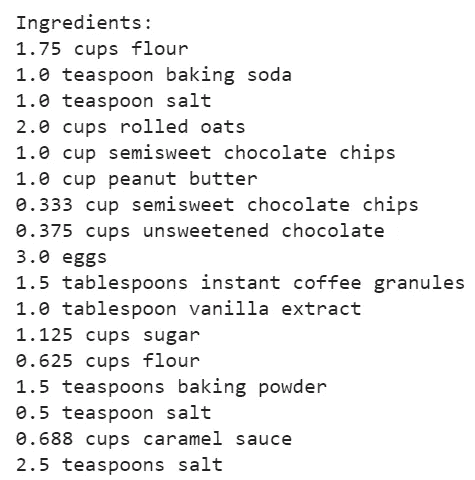 Ingredients:
1.75 cups flour
1.0 teaspoon baking soda
1.0 teaspoon salt
2.0 cups rolled oats
1.0 cup semisweet chocolate chips
1.0 cup peanut butter
0.333 cup semisweet chocolate chips
0.375 cups unsweetened chocolate
3.0 eggs
1.5 tablespoons instant coffee granules
1.0 tablespoon vanilla extract
1.125 cups sugar
0.625 cups flour
1.5 teaspoons baking powder
0.5 teaspoon salt
0.688 cups caramel sauce
2.5 teaspoons salt